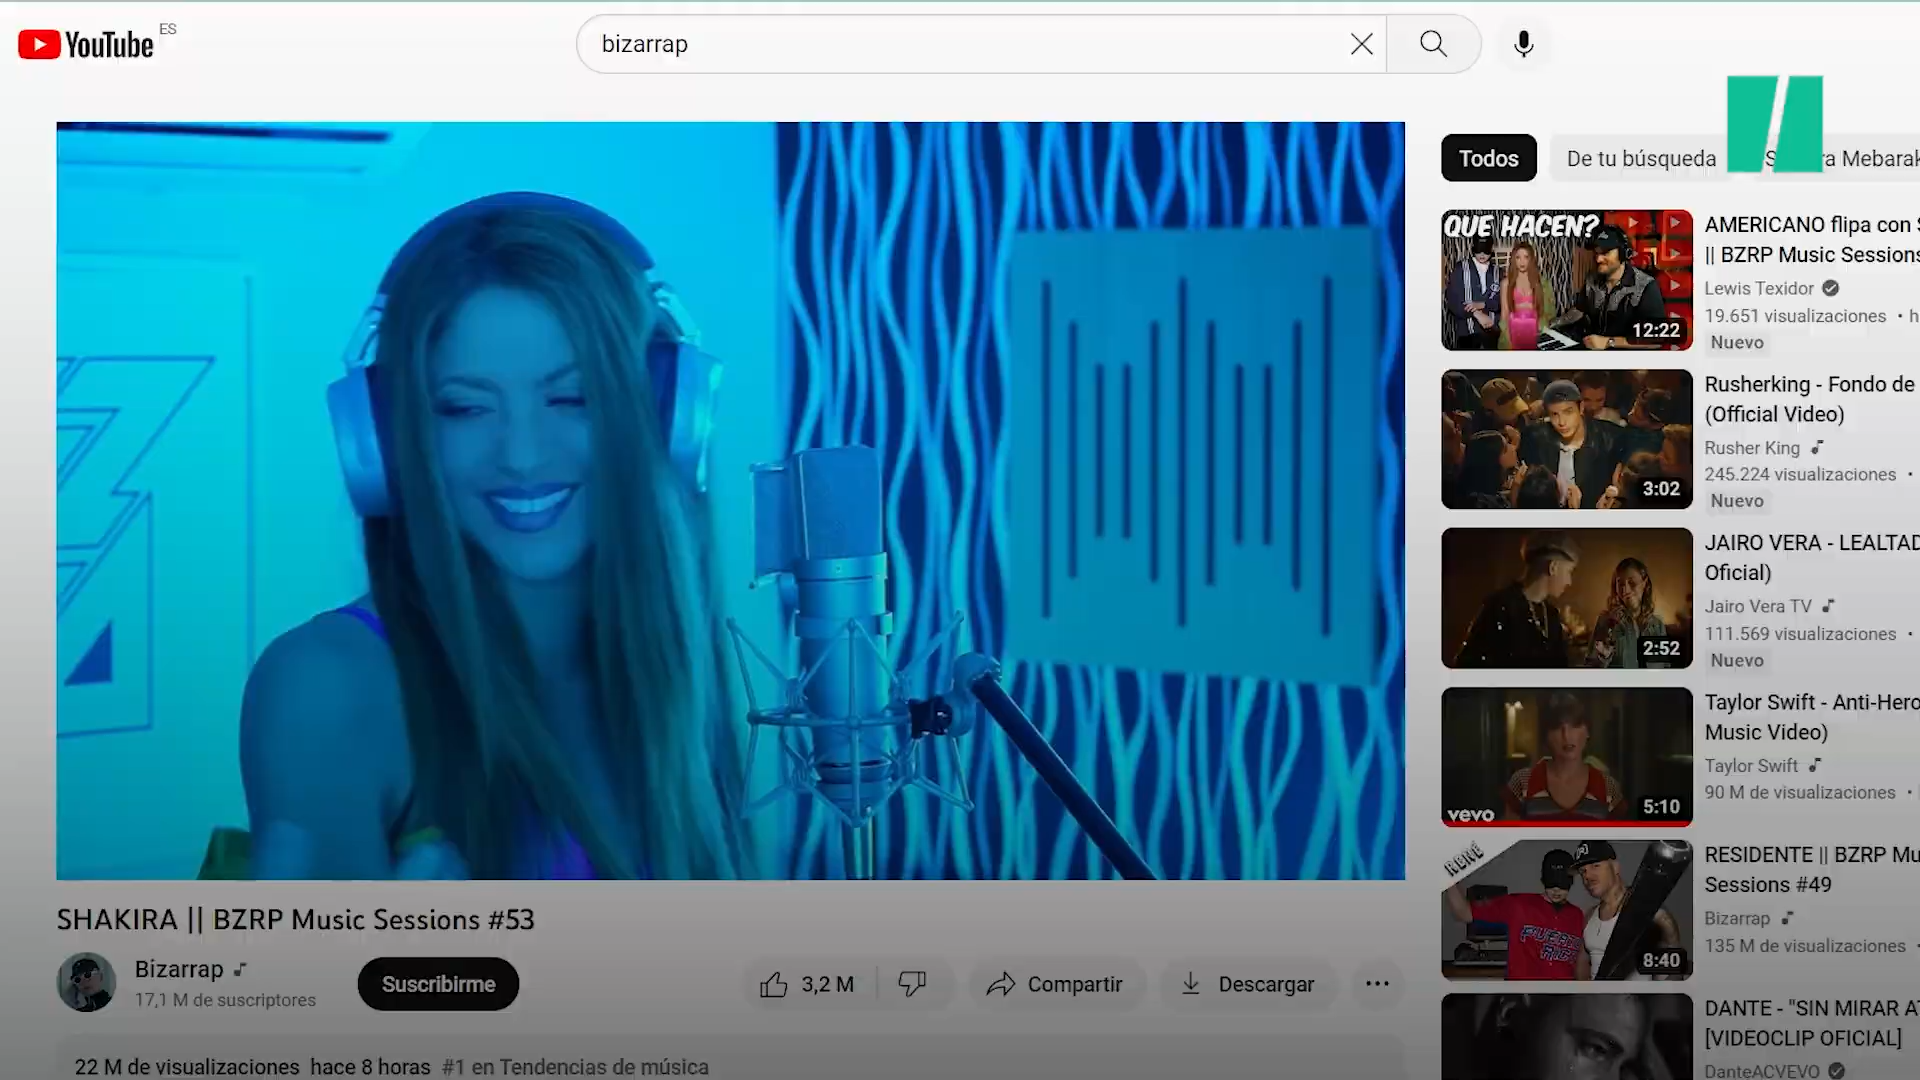 YouTube ES
bizarrap
Todos
De tu búsqueda
a Mebarak
QUE HACEN?
12:22
AMERICANO flipa con
|| BZRP Music Sessions
Lewis Texidor
19.651 visualizaciones •
Nuevo
3:02
Rusherking - Fondo de
(Official Video)
Rusher King
245.224 visualizaciones •
Nuevo
2:52
JAIRO VERA - LEALTAD
Oficial)
Jairo Vera TV
111.569 visualizaciones •
Nuevo
vevo
5:10
Taylor Swift - Anti-Hero
Music Video)
Taylor Swift
90 M de visualizaciones •
RENÉ
8:40
RESIDENTE || BZRP Mu
Sessions #49
Bizarrap
135 M de visualizaciones
DANTE - "SIN MIRAR
[VIDEOCLIP OFICIAL]
DanteACVEVO
SHAKIRA || BZRP Music Sessions #53
Bizarrap
17,1 M de suscriptores
Suscribirme
3,2 M
Compartir
Descargar
22 M de visualizaciones hace 8 horas #1 en Tendencias de música